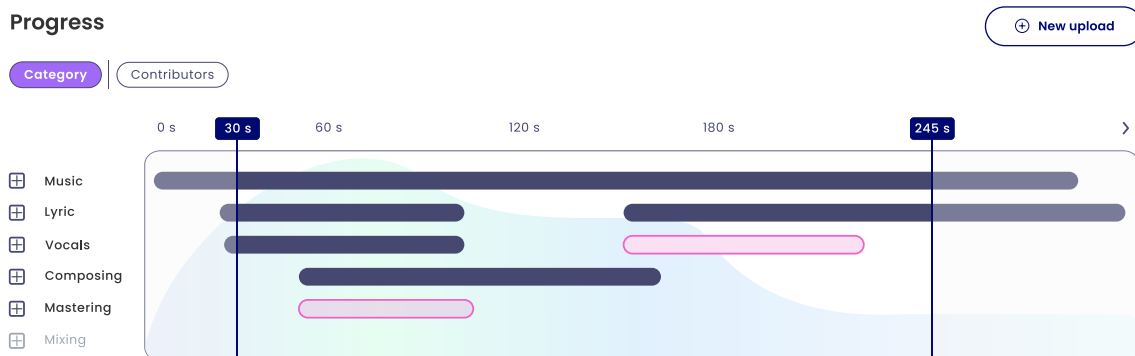 Progress
New upload
Category Contributors
0 s 30 s 60 s 120 s 180 s 245 s
Music
Lyric
Vocals
Composing
Mastering
Mixing